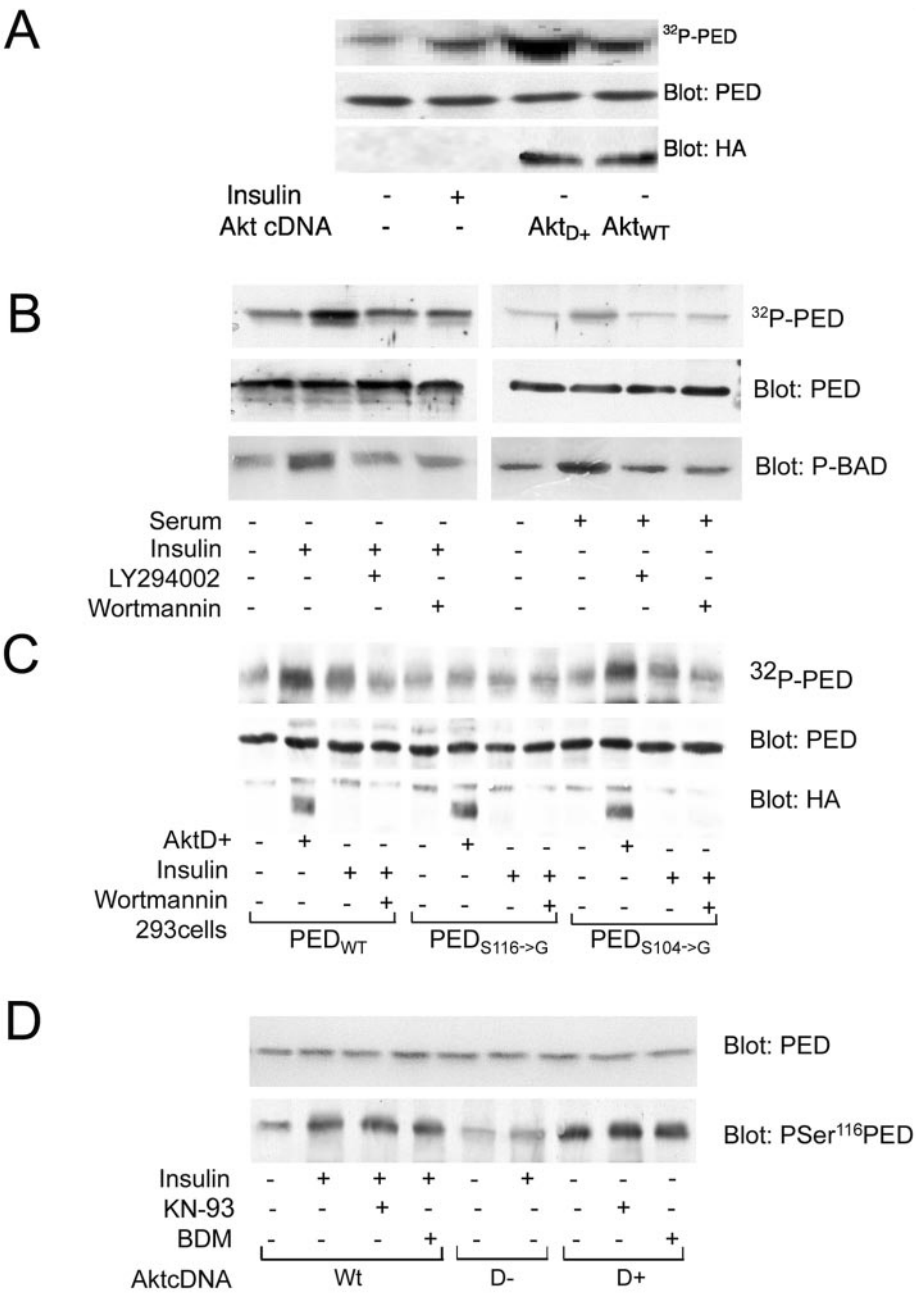 A
³²P-PED
Blot: PED
Blot: HA
Insulin - + - -
Akt cDNA - - AktD+ AktWT
B
³²P-PED
Blot: PED
Blot: P-BAD
Serum - - - - - + + +
Insulin - + + + - - - -
LY294002 - - + - - - + -
Wortmannin - - - + - - - +
C
³²P-PED
Blot: PED
Blot: HA
AktD+ - + - - - + - - - + - -
Insulin - - + + - - + + - - + +
Wortmannin - - - + - - - + - - - +
293cells PEDWT PEDS116->G PEDS104->G
D
Blot: PED
Blot: PSer¹¹⁶PED
Insulin - + + + - + - - -
KN-93 - - + - - - - + -
BDM - - - + - - - - +
AktcDNA Wt D- D+